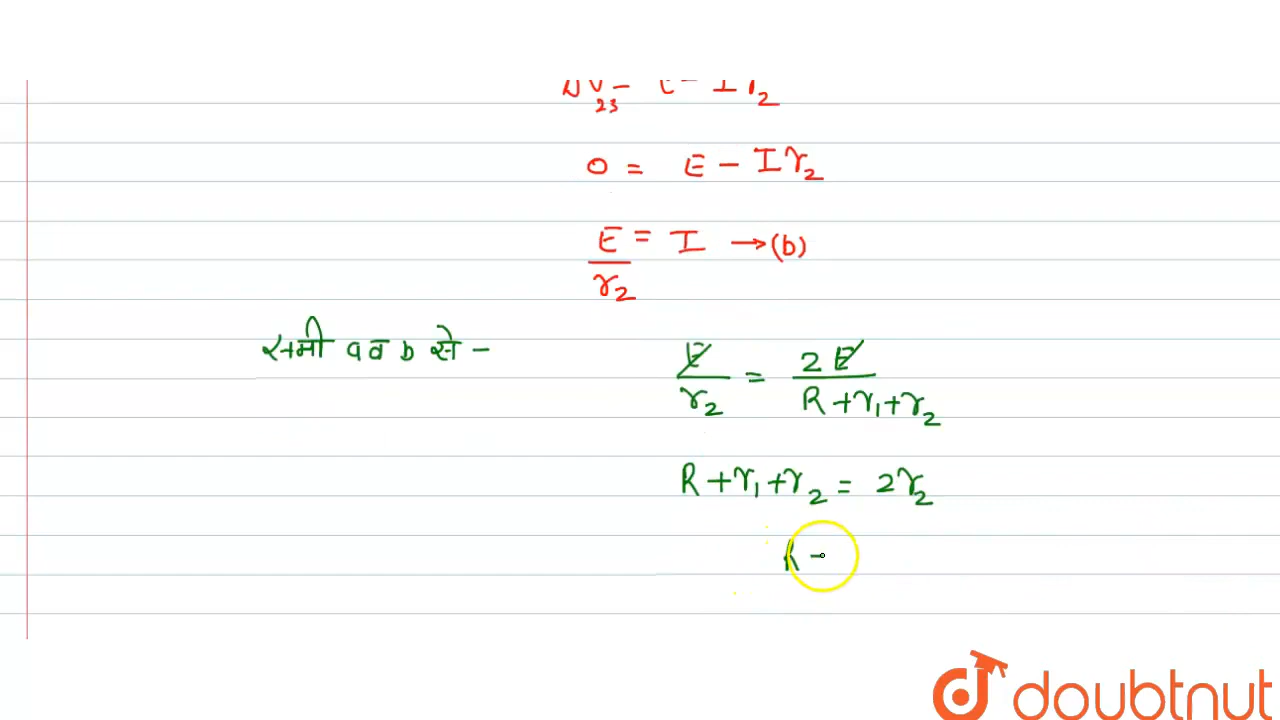 0 = E - Ir₂
E/r₂ = I → (b)
समी a व b से -
E/r₂ = 2E/(R+r₁+r₂)
R+r₁+r₂ = 2r₂
R -
doubtnut